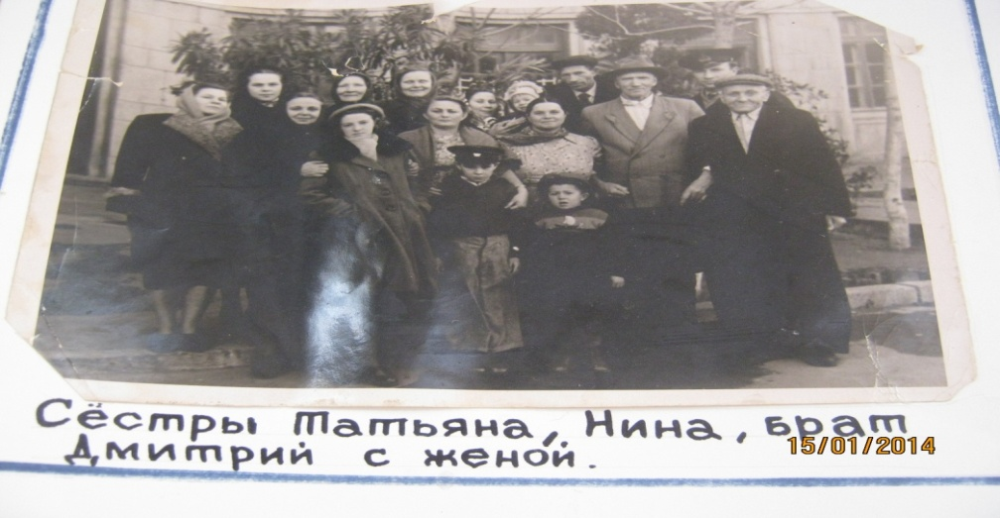 Сёстры Татьяна, Нина, брат
Дмитрий с женой.
15/01/2014